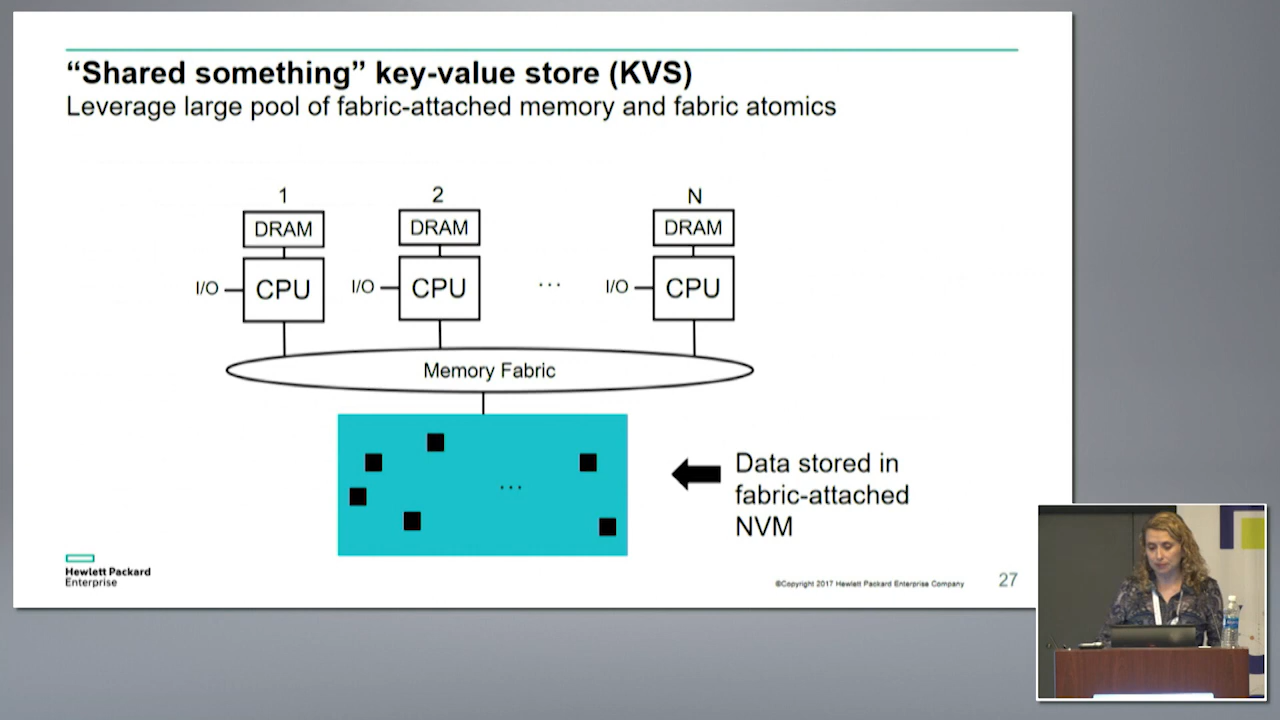 “Shared something” key-value store (KVS)
Leverage large pool of fabric-attached memory and fabric atomics
1
2
N
DRAM
DRAM
DRAM
I/O
CPU
I/O
CPU
...
I/O
CPU
Memory Fabric
...
Data stored in
fabric-attached
NVM
Hewlett Packard
Enterprise
©Copyright 2017 Hewlett Packard Enterprise Company
27